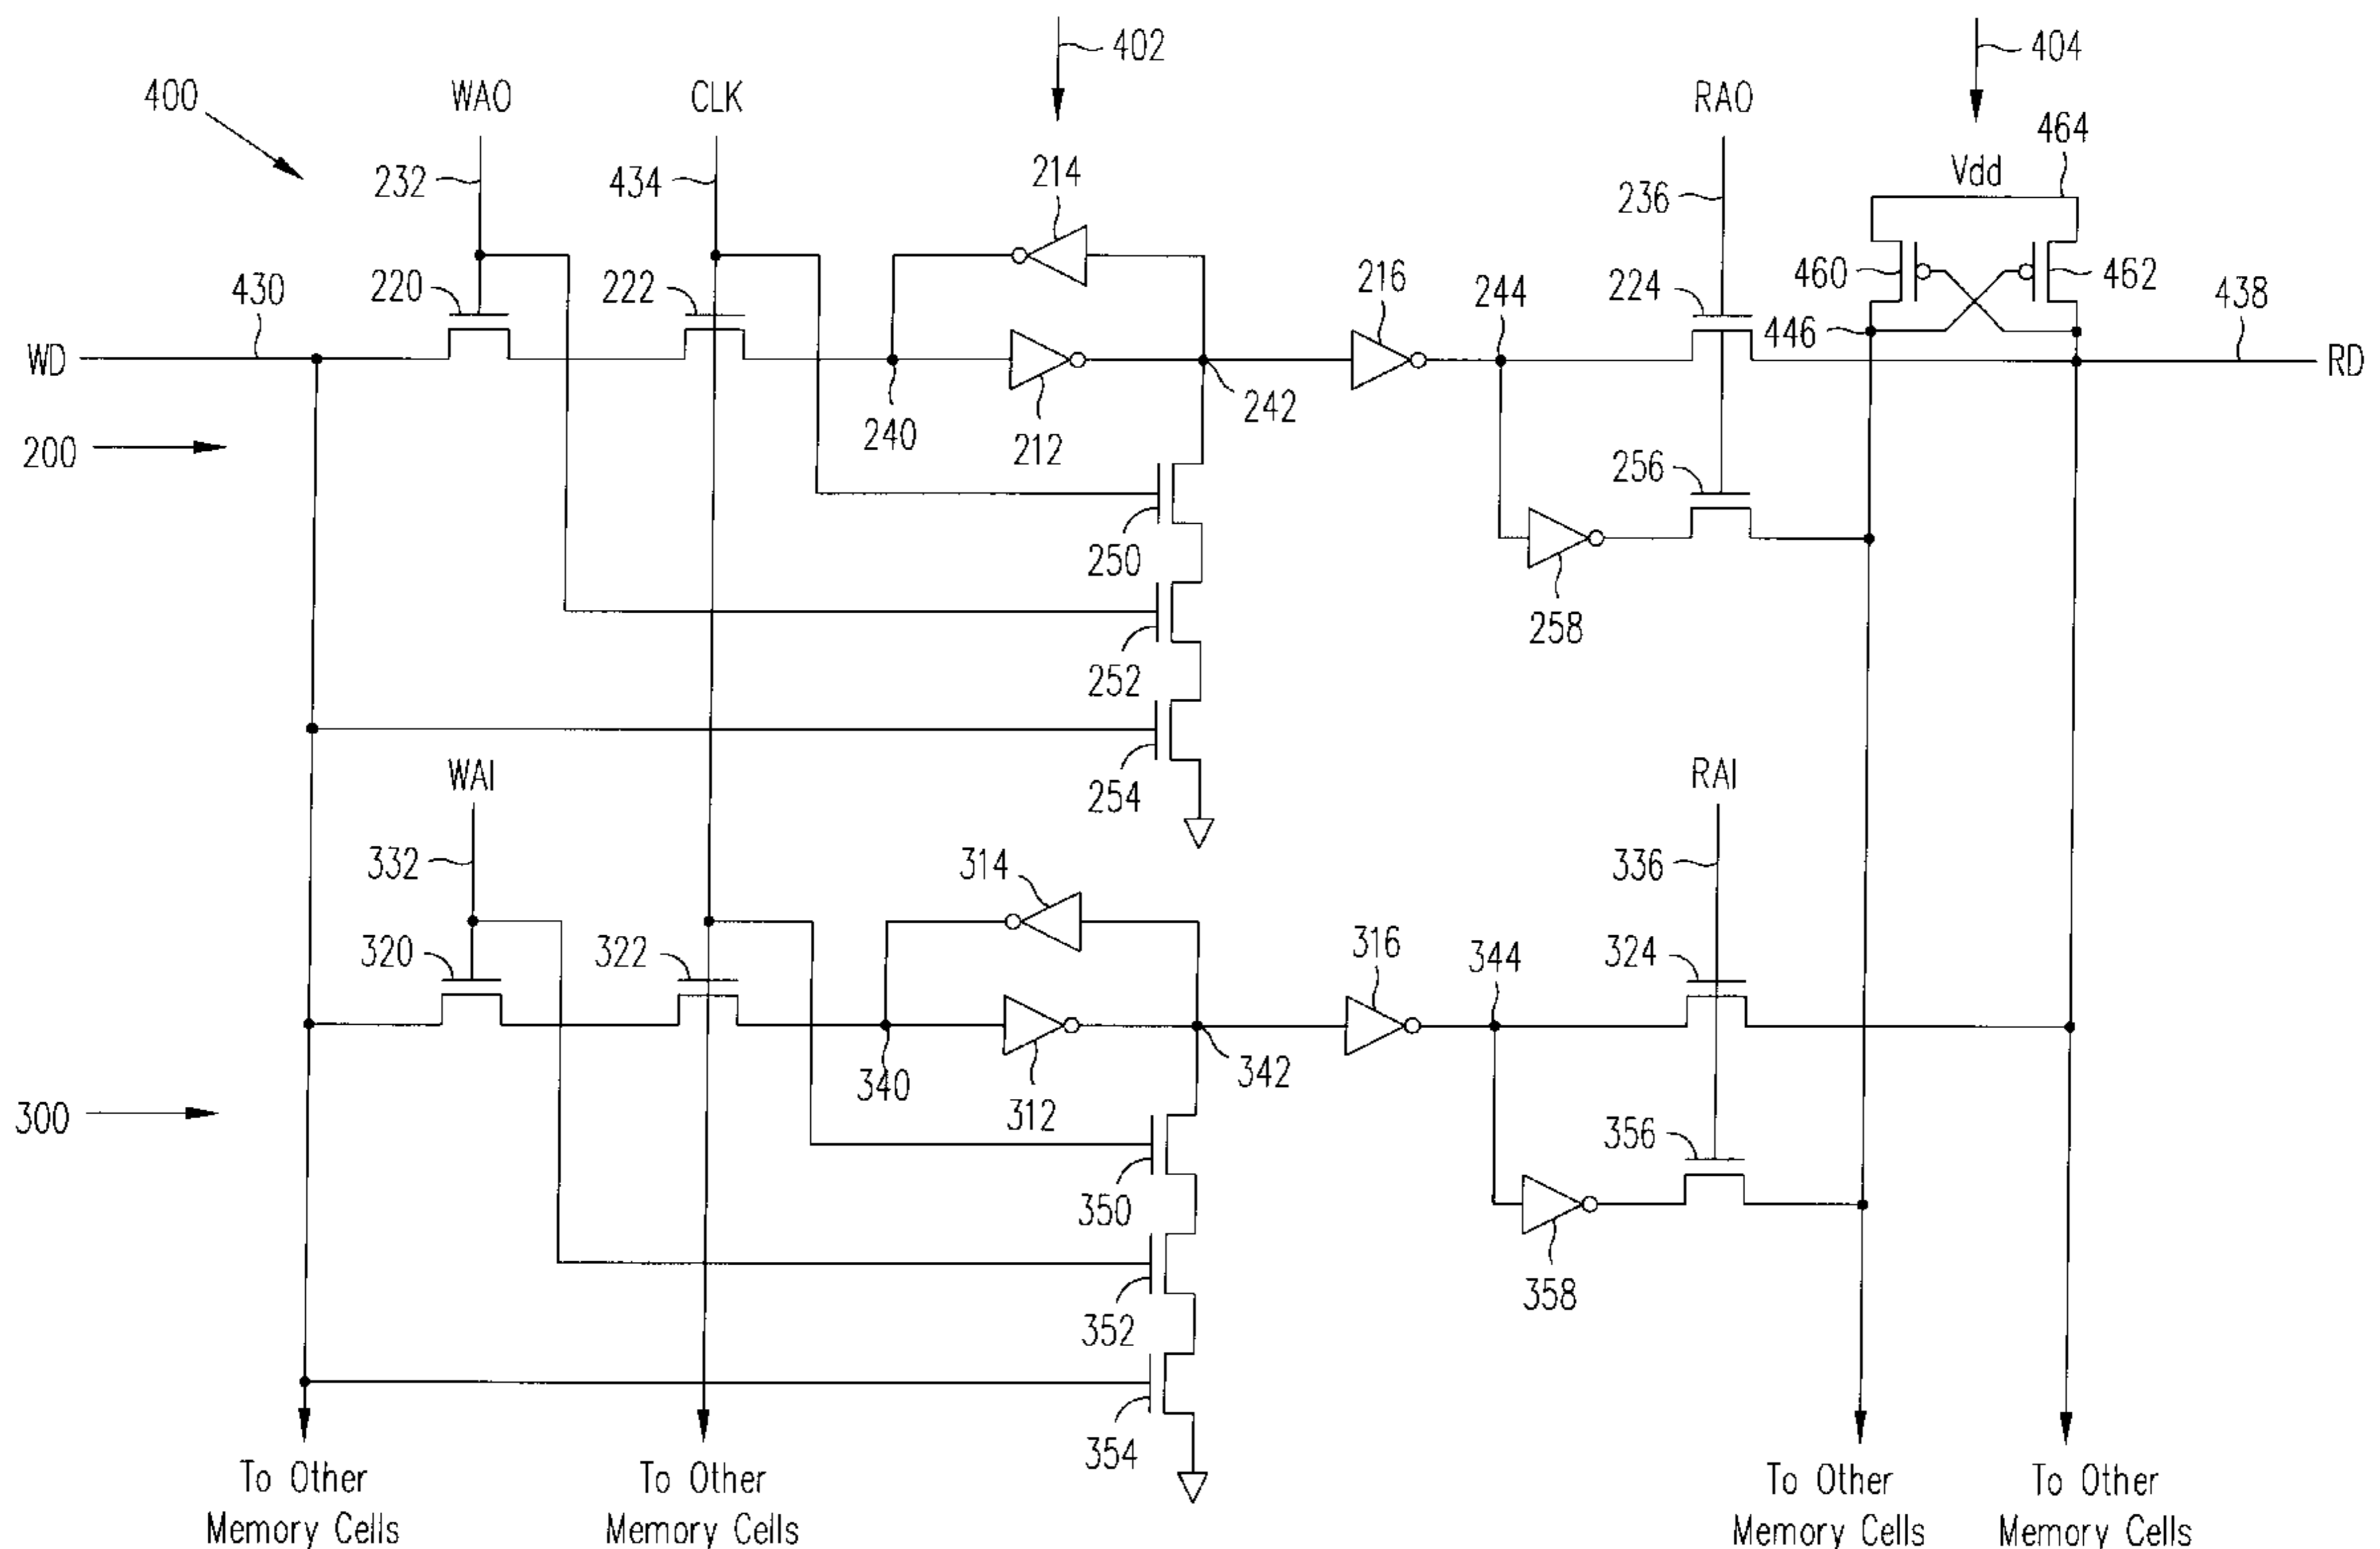 402
404
400
WAO
CLK
RAO
464
Vdd
232
434
214
236
430
220
222
216
244
224
460
462
438
446
WD
RD
240
212
242
200
256
250
258
252
254
WAI
RAI
332
314
336
320
322
316
344
324
340
342
312
300
356
350
358
352
354
To Other
Memory Cells
To Other
Memory Cells
To Other
Memory Cells
To Other
Memory Cells